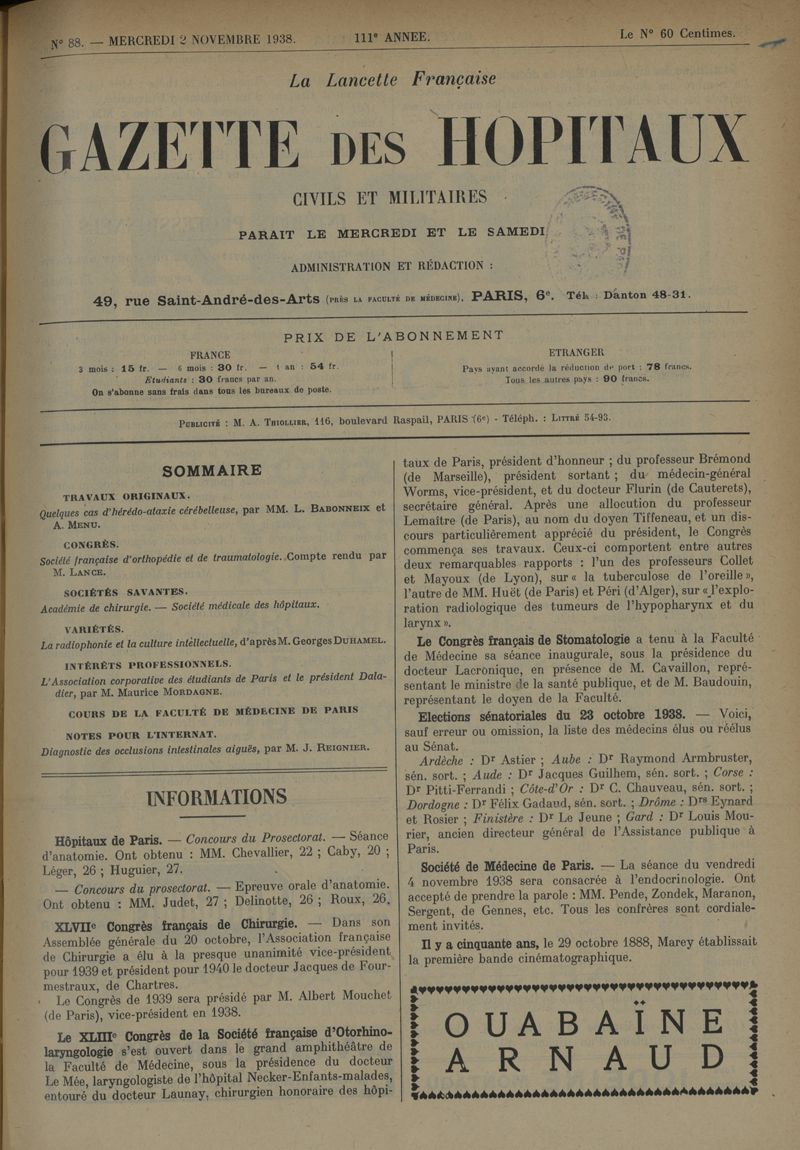 N° 88. — MERCREDI 2 NOVEMBRE 1938.
111e ANNEE.
Le N° 60 Centimes.
La Lancette Française
GAZETTE DES HOPITAUX
CIVILS ET MILITAIRES
PARAIT LE MERCREDI ET LE SAMEDI
ADMINISTRATION ET RÉDACTION :
49, rue Saint-André-des-Arts (PRÈS LA FACULTÉ DE MÉDECINE), PARIS, 6e. Tél. : Danton 48-31.
PRIX DE L'ABONNEMENT
FRANCE
3 mois : 15 fr. — 6 mois : 30 fr. — 1 an : 54 fr.
Etudiants : 30 francs par an.
On s'abonne sans frais dans tous les bureaux de poste.
ETRANGER
Pays ayant accordé la réduction de port : 78 francs.
Tous les autres pays : 90 francs.
PUBLICITÉ : M. A. THIOLLIER, 116, boulevard Raspail, PARIS (6e) - Téléph. : LITTRÉ 54-93.
SOMMAIRE
TRAVAUX ORIGINAUX.
Quelques cas d'hérédo-ataxie cérébelleuse, par MM. L. BABONNEIX et
A. MENU.
CONGRÈS.
Société française d'orthopédie et de traumatologie. Compte rendu par
M. LANCE.
SOCIÉTÉS SAVANTES.
Académie de chirurgie. — Société médicale des hôpitaux.
VARIÉTÉS.
La radiophonie et la culture intellectuelle, d'après M. Georges DUHAMEL.
INTÉRÊTS PROFESSIONNELS.
L'Association corporative des étudiants de Paris et le président Dala-
dier, par M. Maurice MORDAGNE.
COURS DE LA FACULTÉ DE MÉDECINE DE PARIS
NOTES POUR L'INTERNAT.
Diagnostic des occlusions intestinales aiguës, par M. J. REIGNIER.
INFORMATIONS
Hôpitaux de Paris. — Concours du Prosectorat. — Séance
d'anatomie. Ont obtenu : MM. Chevallier, 22 ; Caby, 20 ;
Léger, 26 ; Huguier, 27.
— Concours du prosectorat. — Epreuve orale d'anatomie.
Ont obtenu : MM. Judet, 27 ; Delinotte, 26 ; Roux, 26.
XLVIIe Congrès français de Chirurgie. — Dans son
Assemblée générale du 20 octobre, l'Association française
de Chirurgie a élu à la presque unanimité vice-président
pour 1939 et président pour 1940 le docteur Jacques de Four-
mestraux, de Chartres.
Le Congrès de 1939 sera présidé par M. Albert Mouchet
(de Paris), vice-président en 1938.
Le XLIIIe Congrès de la Société française d'Otorhino-
laryngologie s'est ouvert dans le grand amphithéâtre de
la Faculté de Médecine, sous la présidence du docteur
Le Mée, laryngologiste de l'hôpital Necker-Enfants-malades,
entouré du docteur Launay, chirurgien honoraire des hôpi-
taux de Paris, président d'honneur ; du professeur Brémond
(de Marseille), président sortant ; du médecin-général
Worms, vice-président, et du docteur Flurin (de Cauterets),
secrétaire général. Après une allocution du professeur
Lemaître (de Paris), au nom du doyen Tiffeneau, et un dis-
cours particulièrement apprécié du président, le Congrès
commença ses travaux. Ceux-ci comportent entre autres
deux remarquables rapports : l'un des professeurs Collet
et Mayoux (de Lyon), sur « la tuberculose de l'oreille »,
l'autre de MM. Huët (de Paris) et Péri (d'Alger), sur « l'explo-
ration radiologique des tumeurs de l'hypopharynx et du
larynx ».
Le Congrès français de Stomatologie a tenu à la Faculté
de Médecine sa séance inaugurale, sous la présidence du
docteur Lacronique, en présence de M. Cavaillon, repré-
sentant le ministre de la santé publique, et de M. Baudouin,
représentant le doyen de la Faculté.
Elections sénatoriales du 23 octobre 1938. — Voici,
sauf erreur ou omission, la liste des médecins élus ou réélus
au Sénat.
Ardèche : Dr Astier ; Aube : Dr Raymond Armbruster,
sén. sort. ; Aude : Dr Jacques Guilhem, sén. sort. ; Corse :
Dr Pitti-Ferrandi ; Côte-d'Or : Dr C. Chauveau, sén. sort. ;
Dordogne : Dr Félix Gadaud, sén. sort. ; Drôme : Drs Eynard
et Rosier ; Finistère : Dr Le Jeune ; Gard : Dr Louis Mou-
rier, ancien directeur général de l'Assistance publique à
Paris.
Société de Médecine de Paris. — La séance du vendredi
4 novembre 1938 sera consacrée à l'endocrinologie. Ont
accepté de prendre la parole : MM. Pende, Zondek, Maranon,
Sergent, de Gennes, etc. Tous les confrères sont cordiale-
ment invités.
Il y a cinquante ans, le 29 octobre 1888, Marey établissait
la première bande cinématographique.
OUABAÏNE
ARNAUD